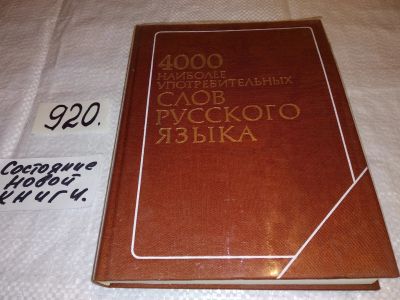 4000
НАИБОЛЕЕ
УПОТРЕБИТЕЛЬНЫХ
СЛОВ
РУССКОГО
ЯЗЫКА
920.
Состояние
новой
книги.